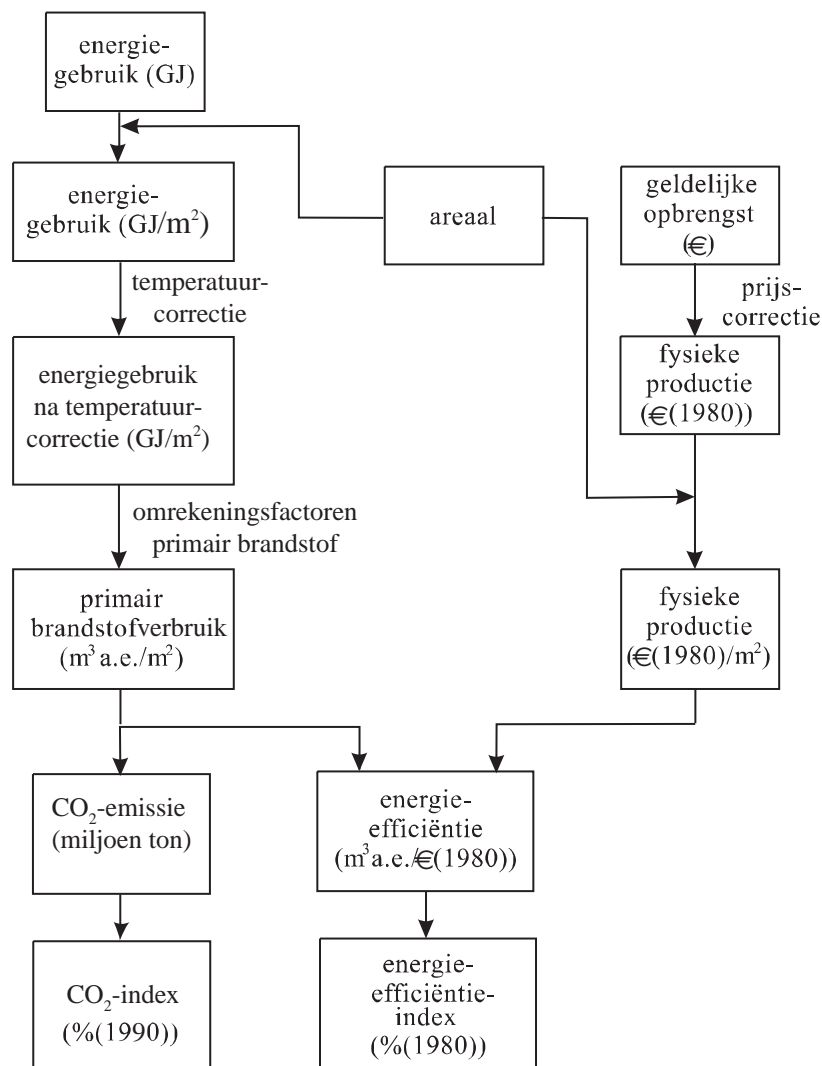 energie-
gebruik (GJ)
energie-
gebruik (GJ/m²)
areaal
geldelijke
opbrengst
(€)
temperatuur-
correctie
prijs-
correctie
energiegebruik
na temperatuur-
correctie (GJ/m²)
fysieke
productie
(€(1980))
omrekeningsfactoren
primair brandstof
primair
brandstofverbruik
(m³ a.e./m²)
fysieke
productie
(€(1980)/m²)
CO₂-emissie
(miljoen ton)
energie-
efficiëntie
(m³ a.e./€(1980))
CO₂-index
(%(1990))
energie-
efficiëntie-
index
(%(1980))